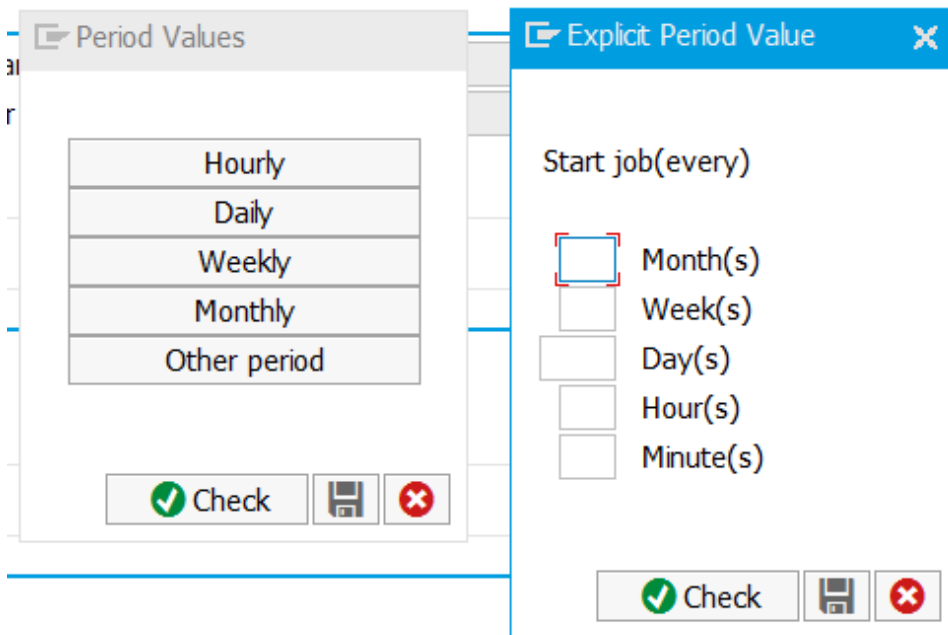 Period Values
Hourly
Daily
Weekly
Monthly
Other period
Check
Explicit Period Value
Start job(every)
Month(s)
Week(s)
Day(s)
Hour(s)
Minute(s)
Check